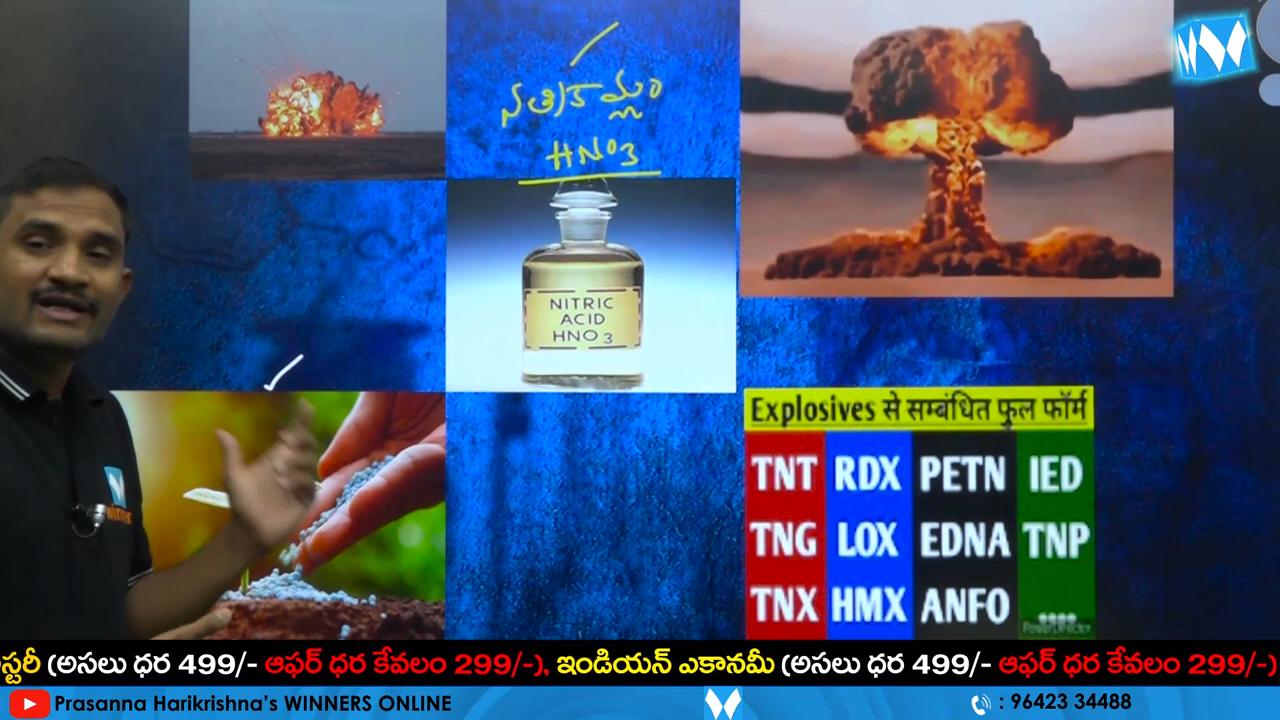 నత్రికామ్లం
HNO3
NITRIC
ACID
HNO3
Explosives से सम्बंधित फुल फॉर्म
TNT RDX PETN IED
TNG LOX EDNA TNP
TNX HMX ANFO
PowerDirector
స్టరీ (అసలు ధర 499/- ఆఫర్ ధర కేవలం 299/-), ఇండియన్ ఎకానమీ (అసలు ధర 499/- ఆఫర్ ధర కేవలం 299/-)
Prasanna Harikrishna's WINNERS ONLINE
: 96423 34488